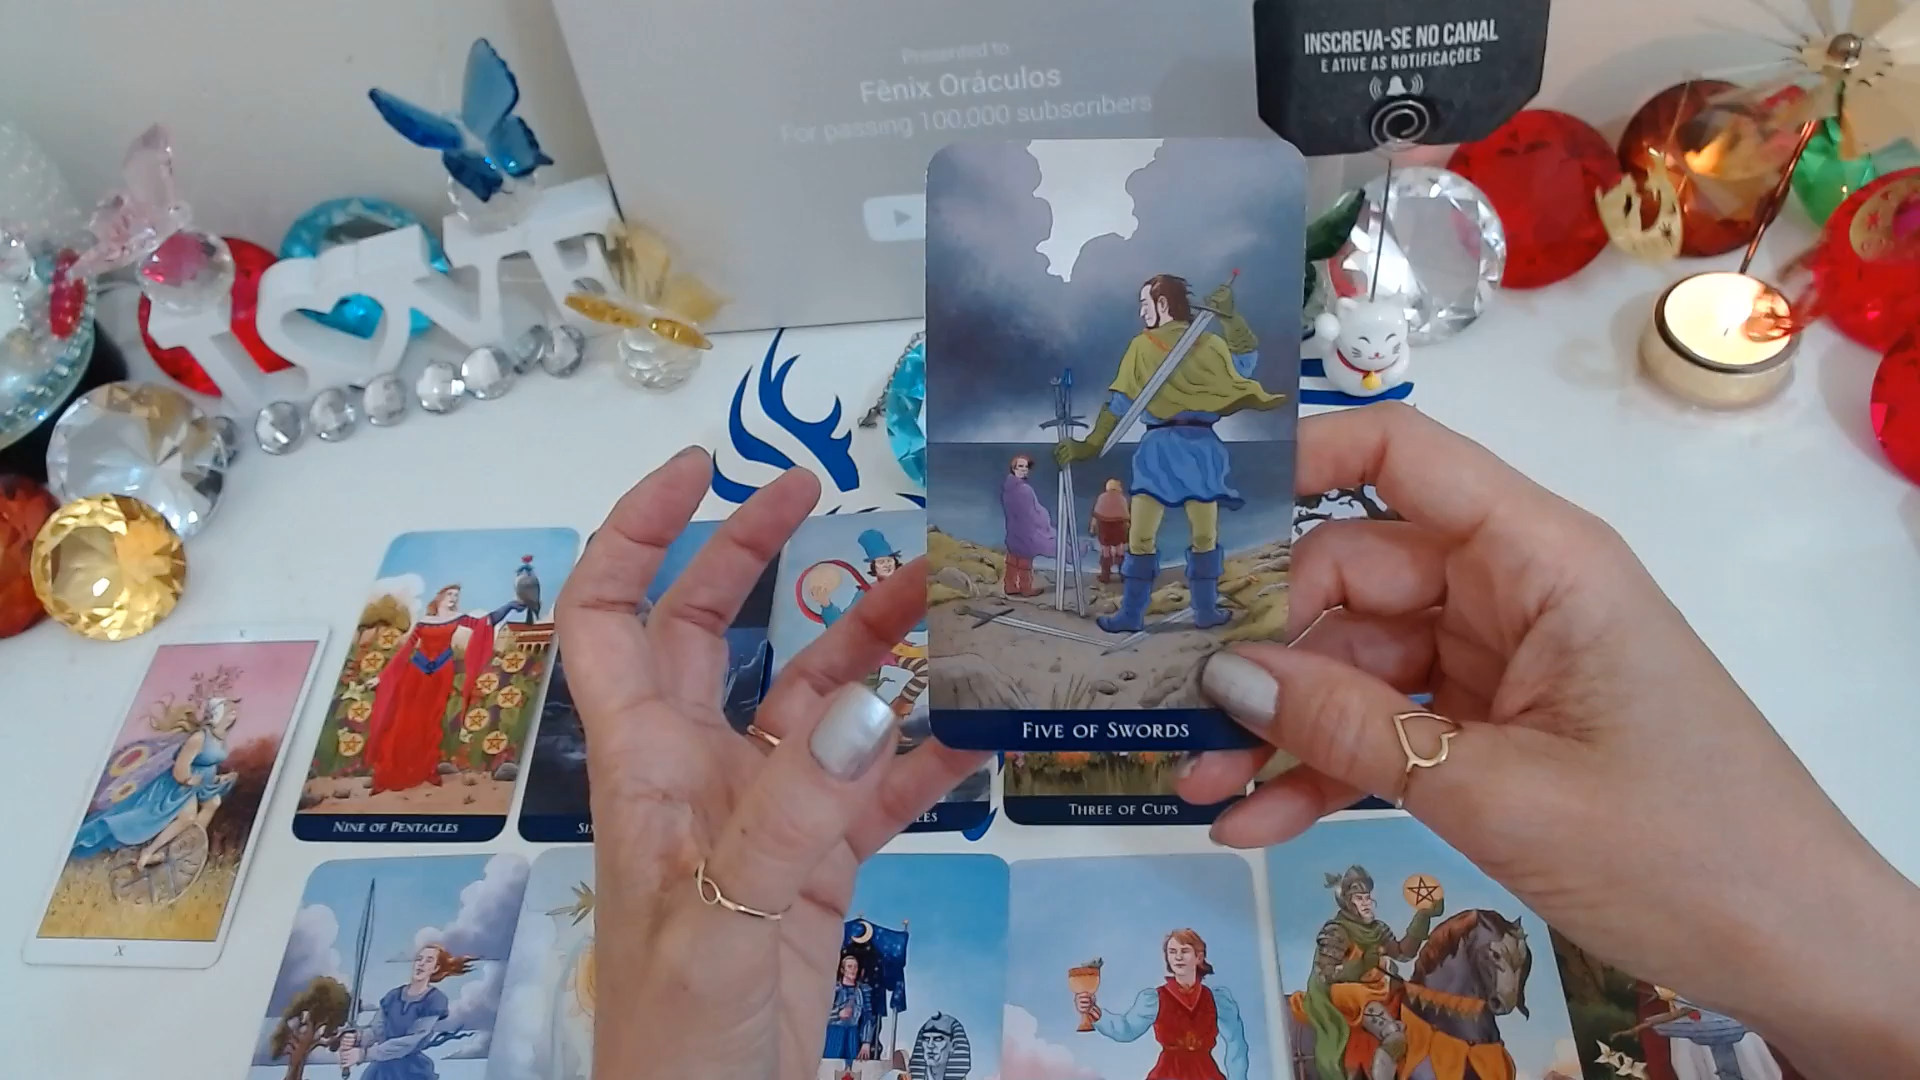 Presented to
Fênix Oráculos
For passing 100,000 subscribers
INSCREVA-SE NO CANAL
E ATIVE AS NOTIFICAÇÕES
LOVE
FIVE OF SWORDS
X
NINE OF PENTACLES
THREE OF CUPS
X